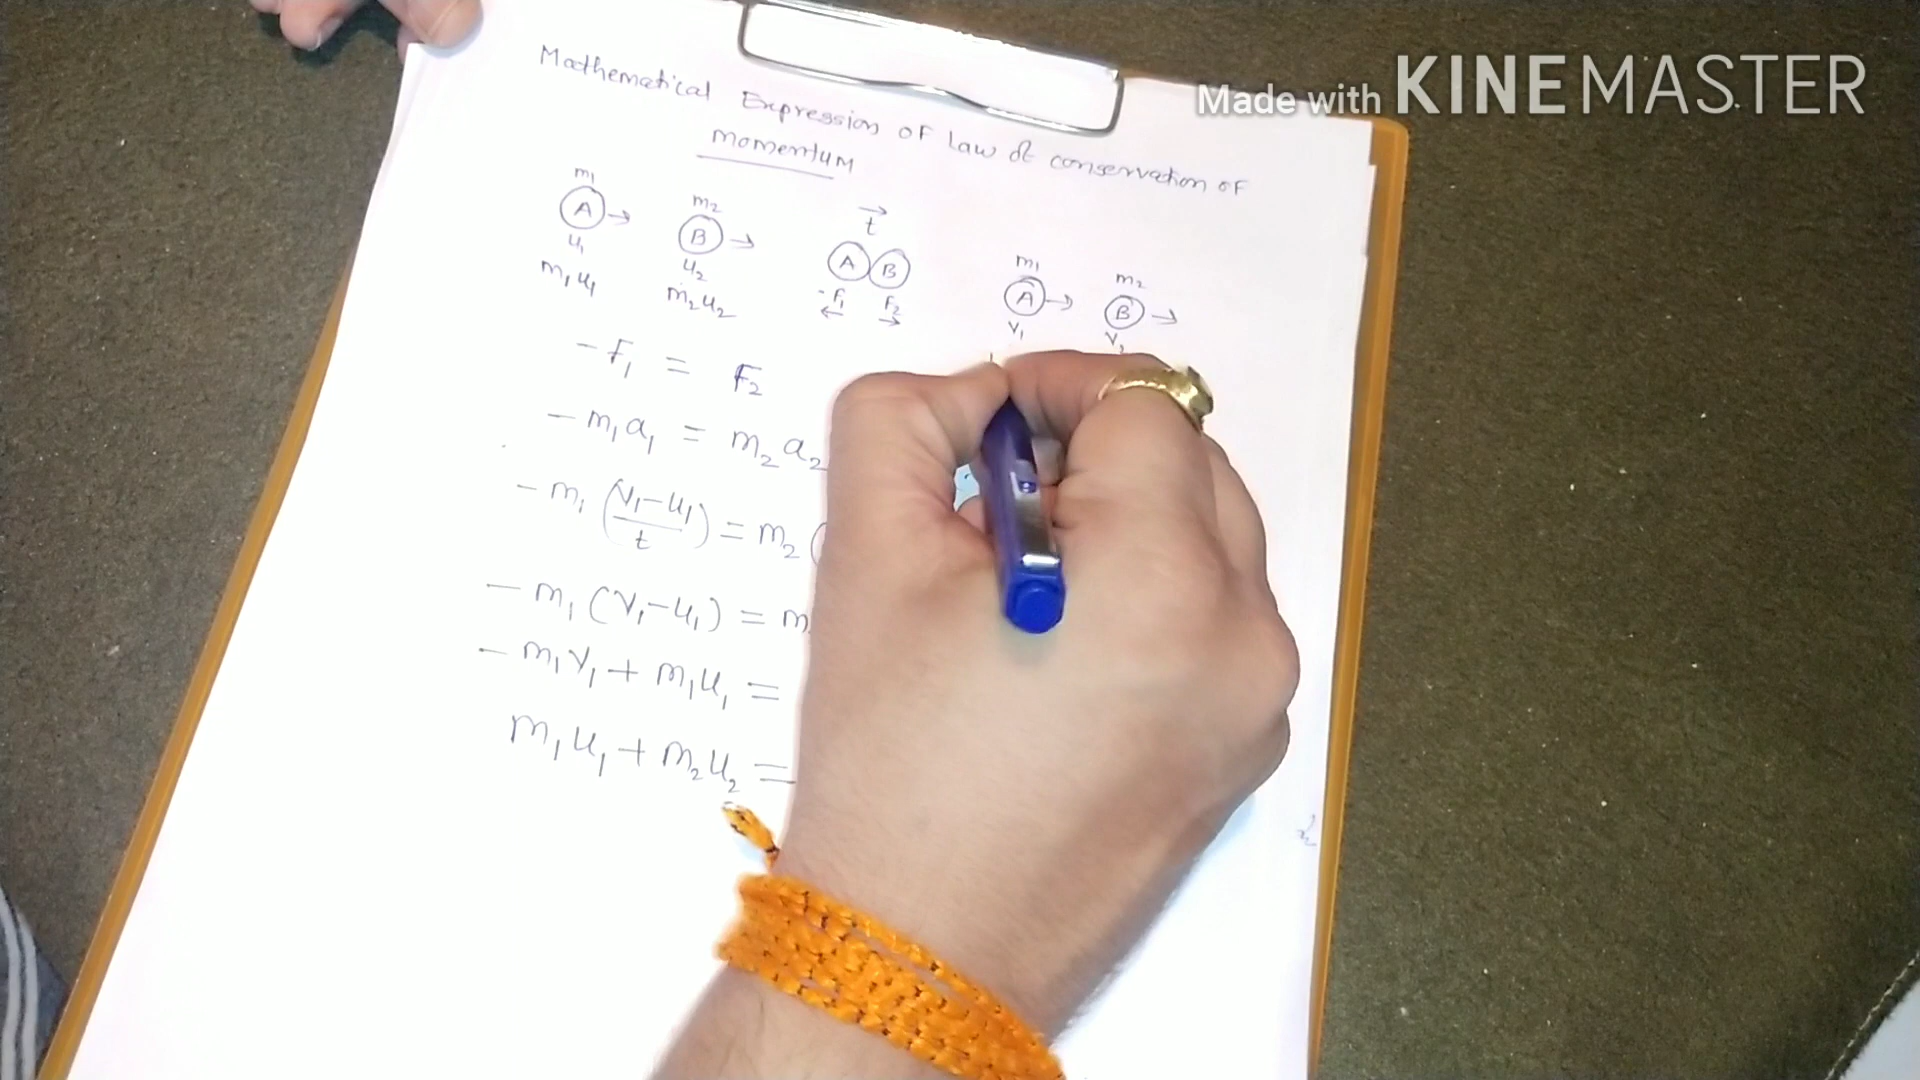 Made with KINEMASTER
Mathematical Expression of Law of conservation of
momentum
m₁ m₂ t
A B A B
u₁ u₂
m₁u₁ m₂u₂ -F₁ F₂
m₁ m₂
A B
v₁ v₂
-F₁ = F₂
-m₁a₁ = m₂a₂
-m₁(v₁-u₁/t) = m₂(
-m₁(v₁-u₁) = m
-m₁v₁+m₁u₁ =
m₁u₁+m₂u₂ =